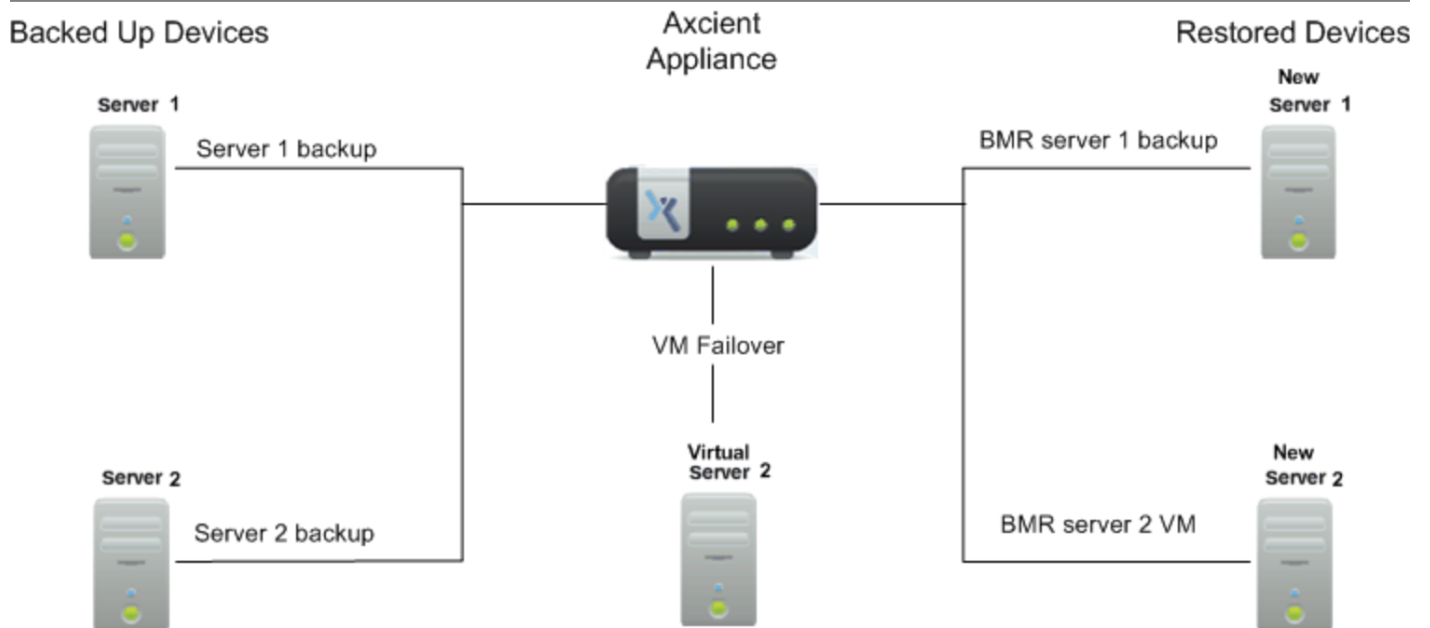 Backed Up Devices
Axcient
Appliance
Restored Devices
Server 1
New
Server 1
Server 1 backup
BMR server 1 backup
VM Failover
Virtual
Server 2
Server 2
New
Server 2
Server 2 backup
BMR server 2 VM